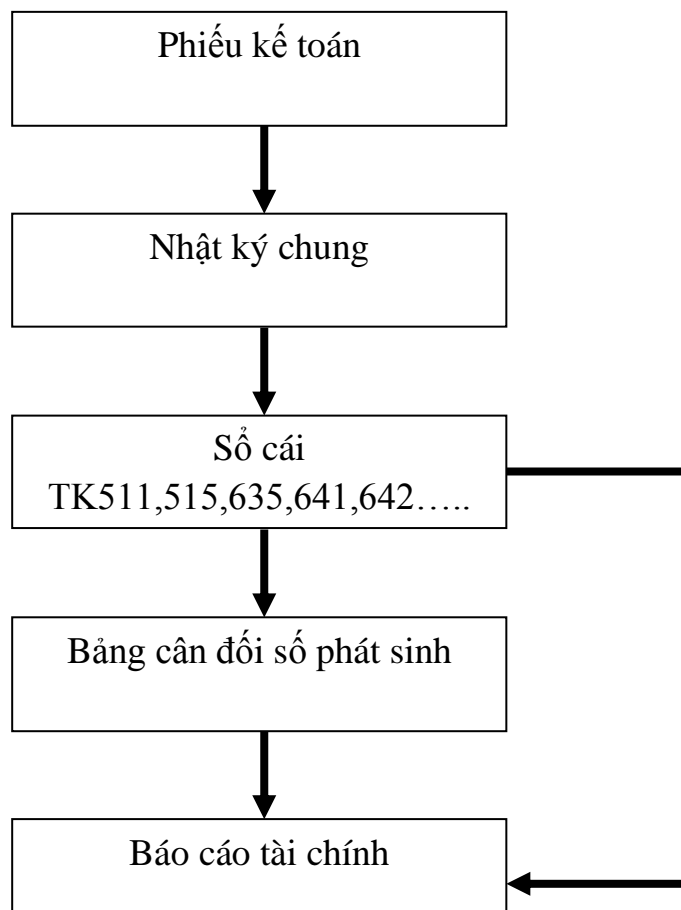 Phiếu kế toán
Nhật ký chung
Sổ cái
TK511,515,635,641,642…..
Bảng cân đối số phát sinh
Báo cáo tài chính